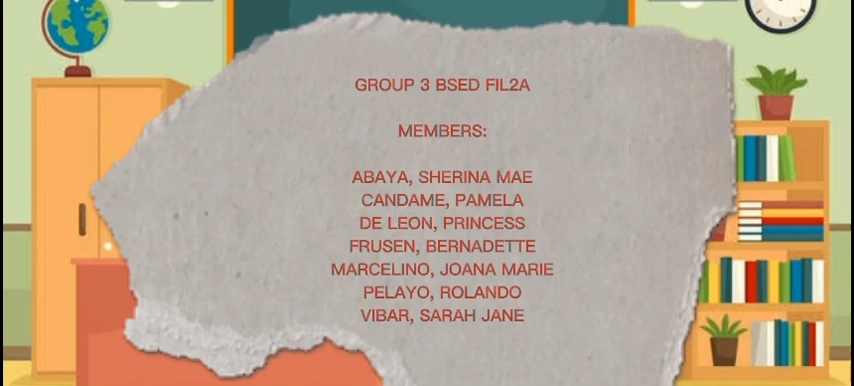 GROUP 3 BSED FIL2A
MEMBERS:
ABAYA, SHERINA MAE
CANDAME, PAMELA
DE LEON, PRINCESS
FRUSEN, BERNADETTE
MARCELINO, JOANA MARIE
PELAYO, ROLANDO
VIBAR, SARAH JANE